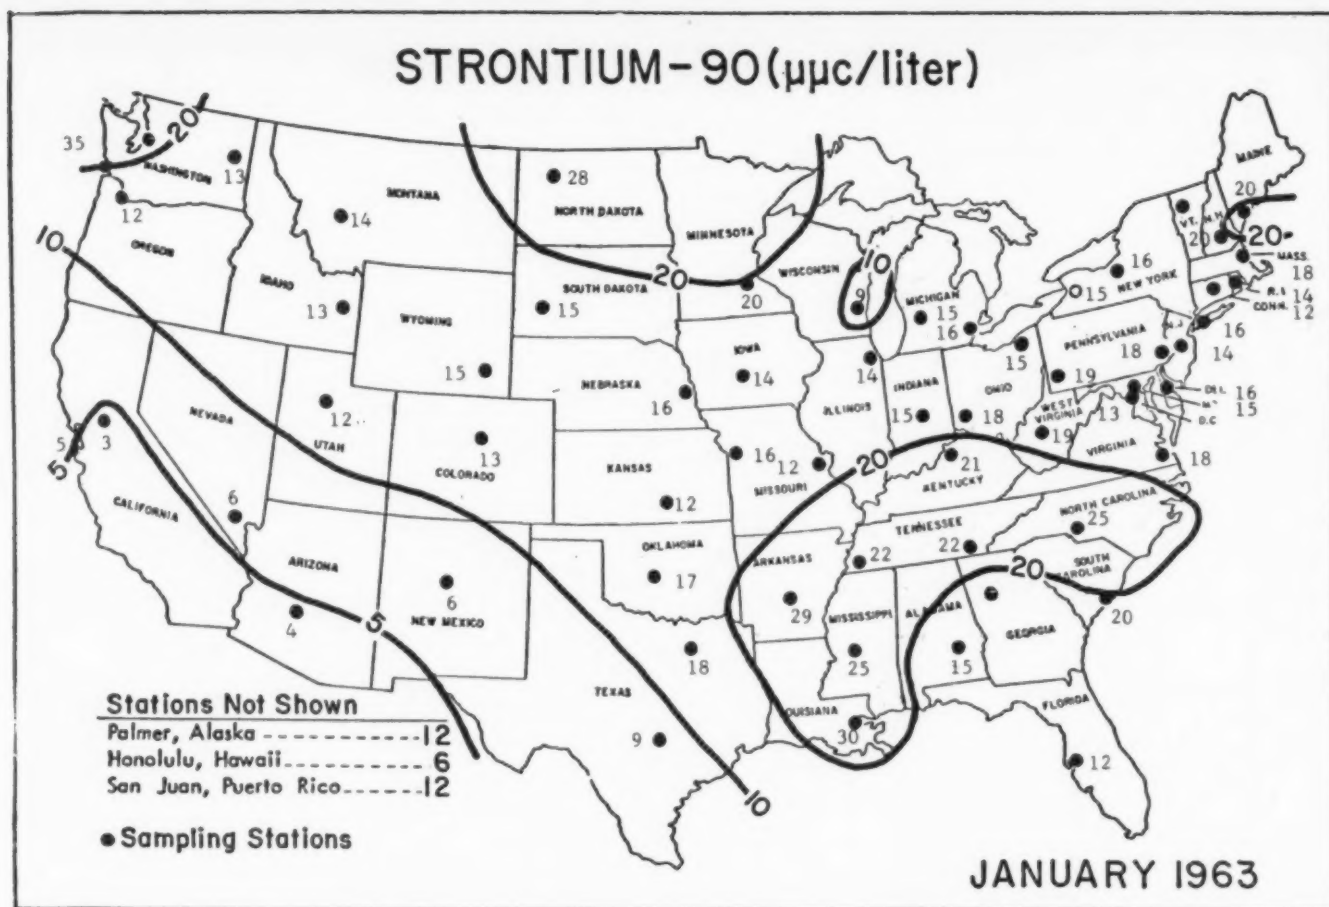 STRONTIUM-90 (μμc/liter)
20
35
WASHINGTON
13
12
OREGON
10
MONTANA
14
28
NORTH DAKOTA
MINNESOTA
20
20
SOUTH DAKOTA
15
IDAHO
13
WYOMING
15
WISCONSIN
10
9
MICHIGAN
15
16
MAINE
20
VT.
N.H.
20
20
MASS.
18
R.I.
14
CONN.
12
16
NEW YORK
15
PENNSYLVANIA
N.J.
16
14
18
19
IOWA
14
NEBRASKA
16
14
ILLINOIS
INDIANA
15
OHIO
15
18
WEST
VIRGINIA
19
13
DEL.
16
15
D.C
VIRGINIA
18
NEVADA
12
UTAH
13
COLORADO
KANSAS
12
16
12
MISSOURI
20
21
KENTUCKY
5
3
5
CALIFORNIA
6
ARIZONA
4
5
6
NEW MEXICO
OKLAHOMA
17
ARKANSAS
29
TENNESSEE
22
22
NORTH CAROLINA
25
SOUTH
CAROLINA
20
20
MISSISSIPPI
25
ALABAMA
15
GEORGIA
TEXAS
18
9
10
LOUISIANA
30
FLORIDA
12
Stations Not Shown
Palmer, Alaska ---------- 12
Honolulu, Hawaii -------- 6
San Juan, Puerto Rico ----- 12
● Sampling Stations
JANUARY 1963